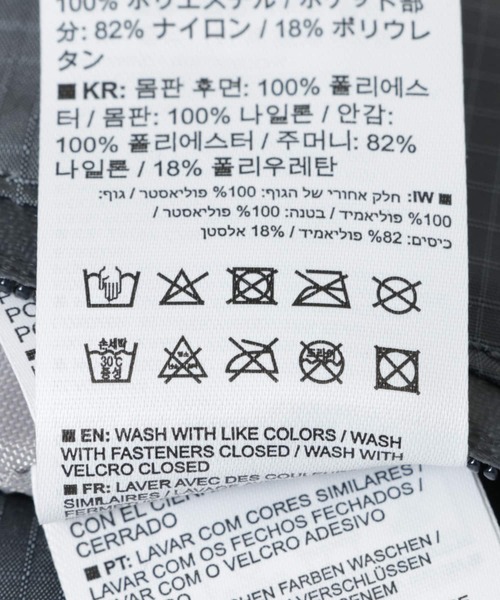 100% ポリエステル / ポケット部
分: 82% ナイロン / 18% ポリウレ
タン
KR: 몸판 후면: 100% 폴리에스
터 / 몸판: 100% 나일론 / 안감:
100% 폴리에스터 / 주머니: 82%
나일론 / 18% 폴리우레탄
IW: חלק אחורי של הגוף: 100% פוליאסטר / גוף:
100% פוליאמיד / בטנה: 100% פוליאסטר /
כיסים: 82% פוליאמיד / 18% אלסטן
손세탁
30℃
중성
드라이
EN: WASH WITH LIKE COLORS / WASH
WITH FASTENERS CLOSED / WASH WITH
VELCRO CLOSED
FR: LAVER AVEC DES COULEURS
SIMILAIRES / LAVAGE
CON EL
CERRADO
PT: LAVAR COM CORES SIMILARES /
LAVAR COM OS FECHOS FECHADOS /
LAVAR COM O VELCRO ADESIVO
FARBEN WASCHEN /
VERSCHLÜSSEN